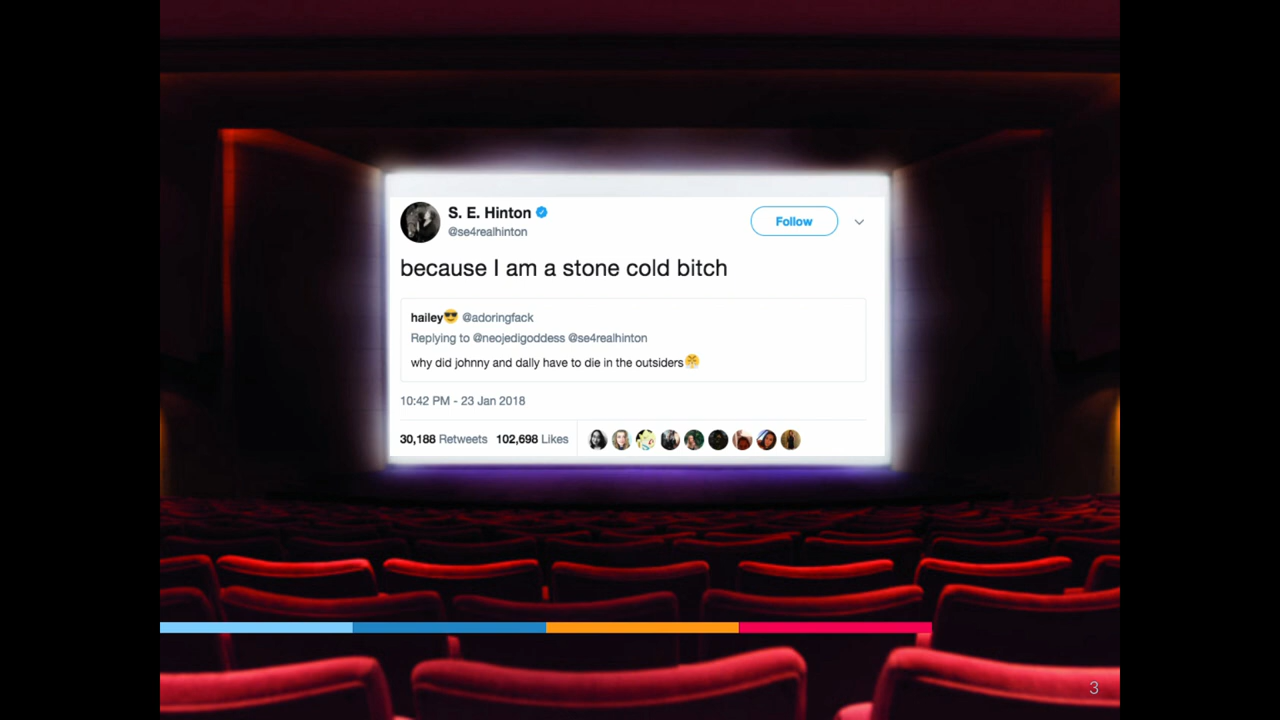 S. E. Hinton
@se4realhinton
Follow
because I am a stone cold bitch
hailey😎 @adoringfack
Replying to @neojedigoddess @se4realhinton
why did johnny and dally have to die in the outsiders😤
10:42 PM - 23 Jan 2018
30,188 Retweets 102,698 Likes
3